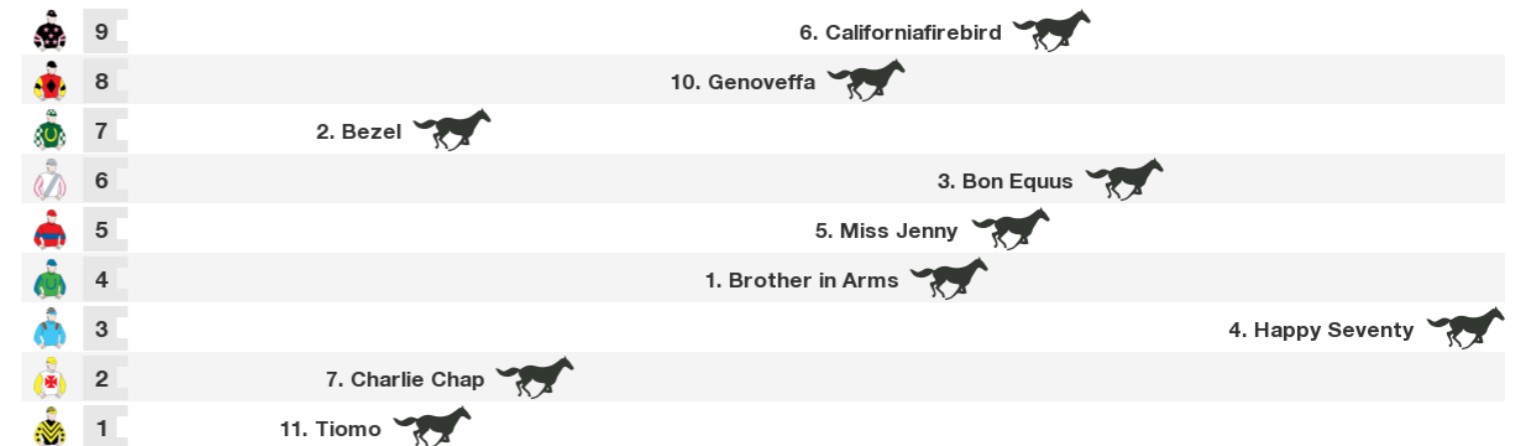 9 6. Californiafirebird
8 10. Genoveffa
7 2. Bezel
6 3. Bon Equus
5 5. Miss Jenny
4 1. Brother in Arms
3 4. Happy Seventy
2 7. Charlie Chap
1 11. Tiomo